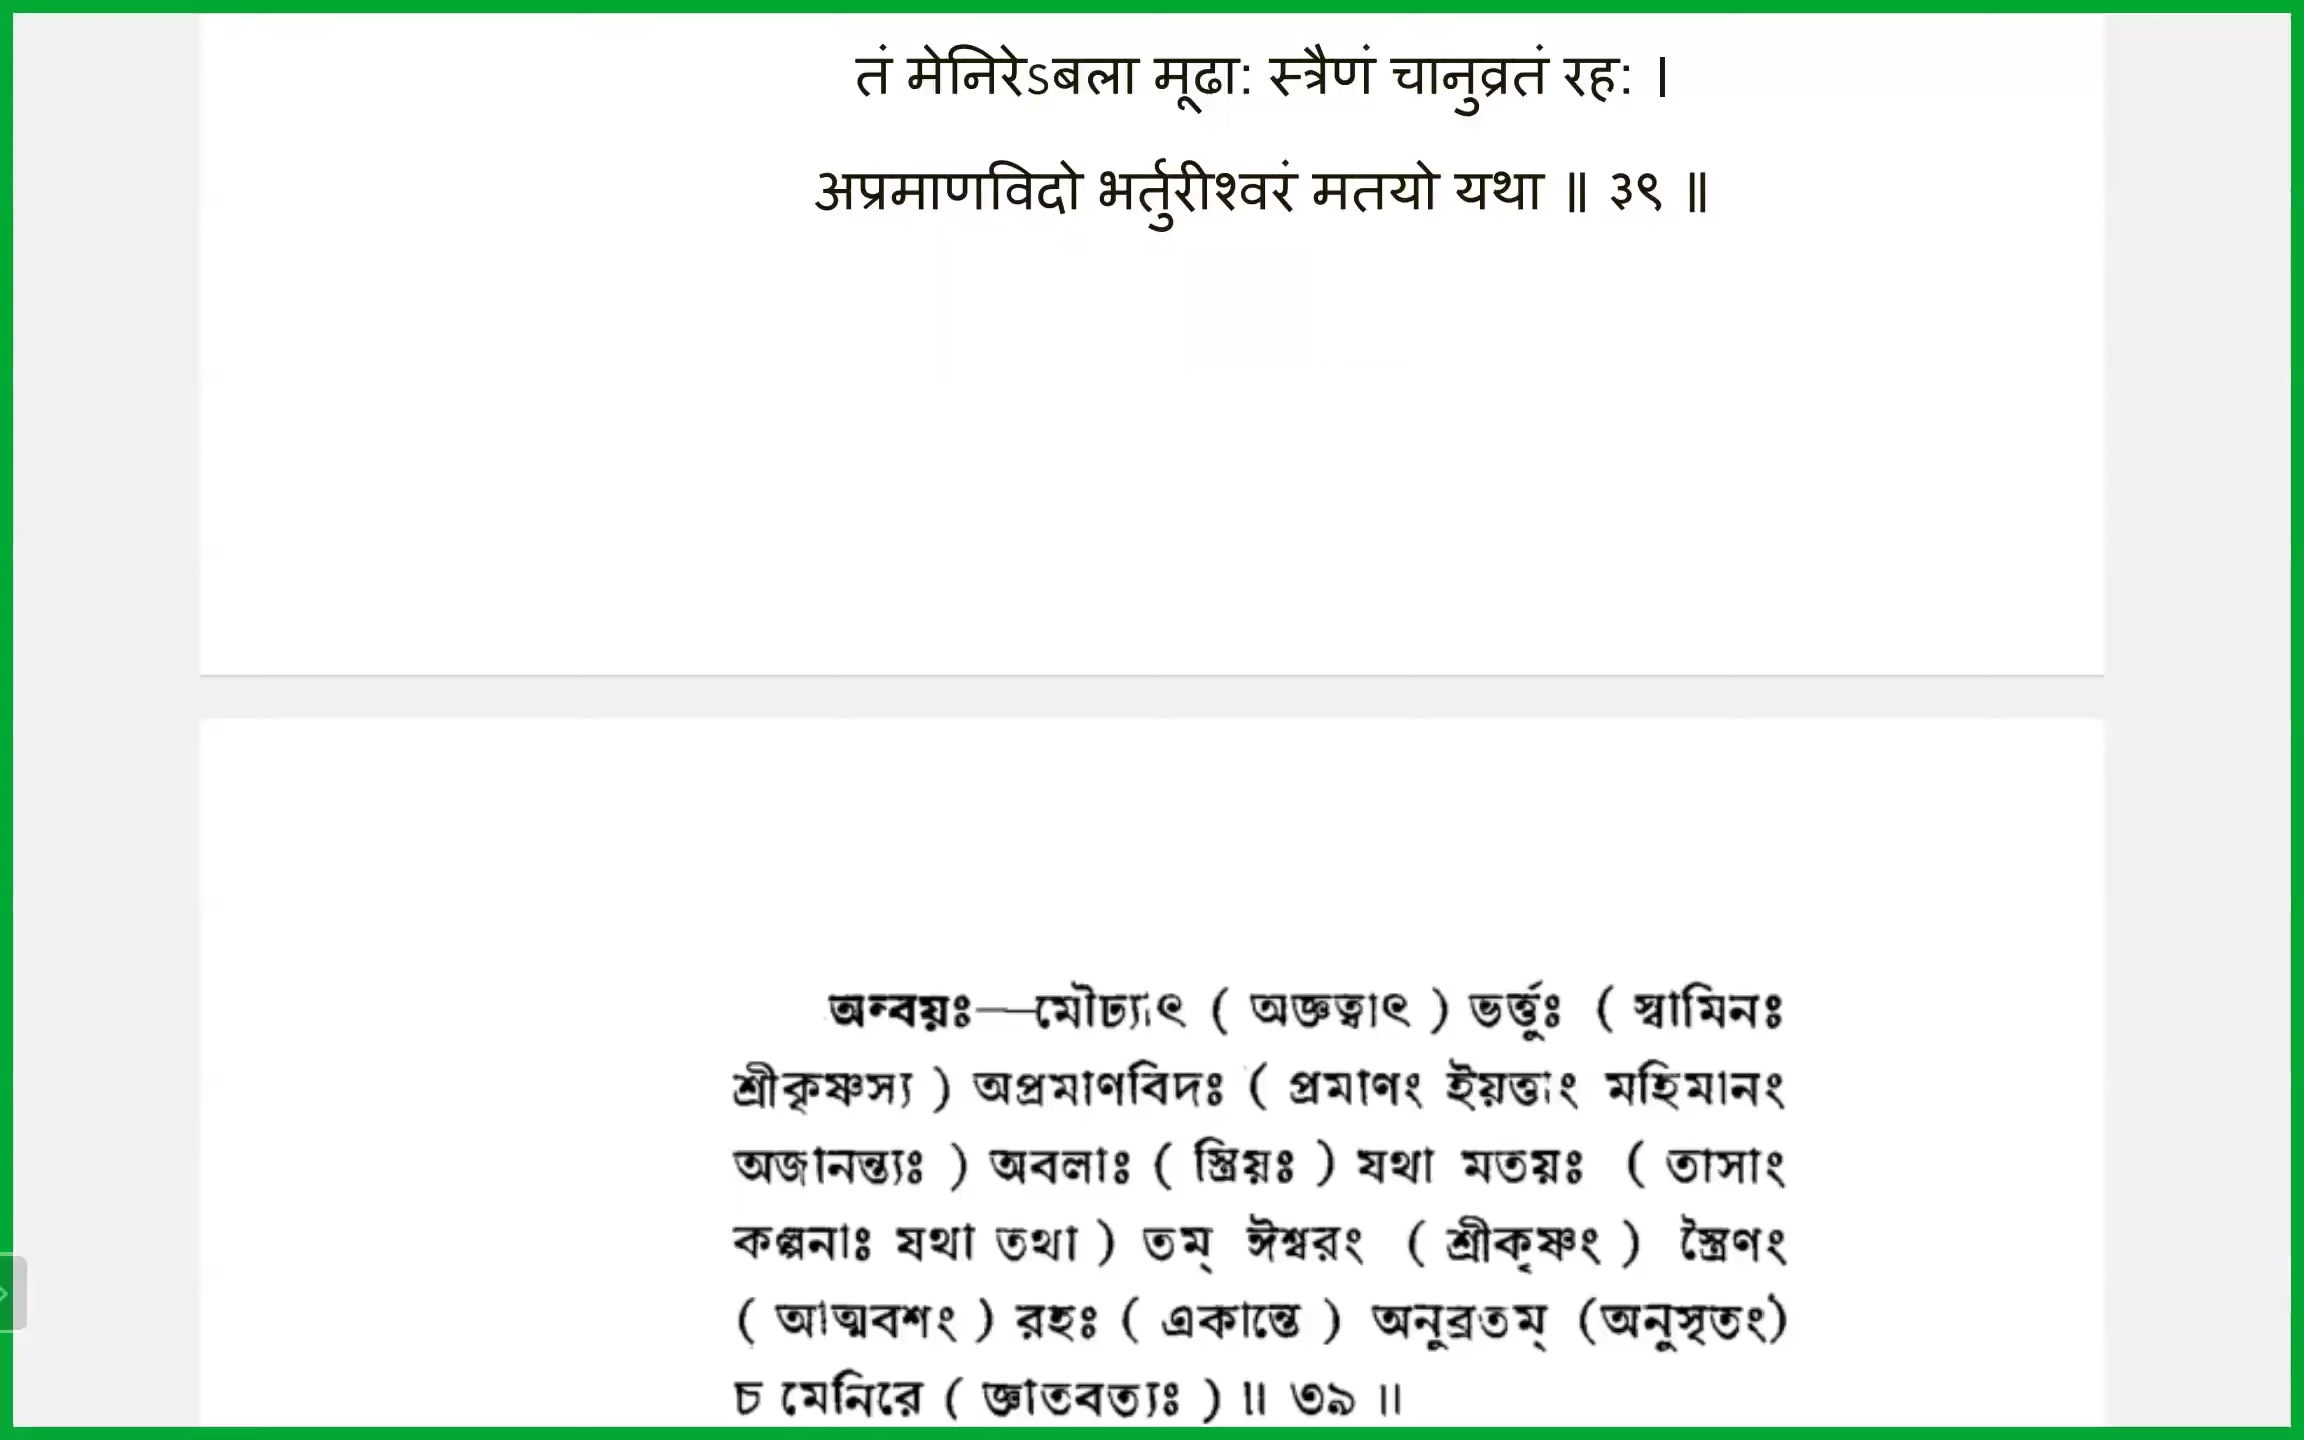 तं मेनिरेऽबला मूढा: स्त्रैणं चानुव्रतं रह: ।
अप्रमाणविदो भर्तुरीश्वरं मतयो यथा ॥ ३९ ॥
অন্বয়ঃ—মৌঢ্যাৎ ( অজ্ঞত্বাৎ ) ভর্ত্তুঃ ( স্বামিনঃ
শ্রীকৃষ্ণস্য ) অপ্রমাণবিদঃ ( প্রমাণং ইয়ত্তাং মহিমানং
অজানন্ত্যঃ ) অবলাঃ ( স্ত্রিয়ঃ ) যথা মতয়ঃ ( তাসাং
কল্পনাঃ যথা তথা ) তম্ ঈশ্বরং ( শ্রীকৃষ্ণং ) স্ত্রৈণং
( আত্মবশং ) রহঃ ( একান্তে ) অনুব্রতম্ (অনুসৃতং)
চ মেনিরে ( জ্ঞাতবত্যঃ ) ॥ ৩৯ ॥